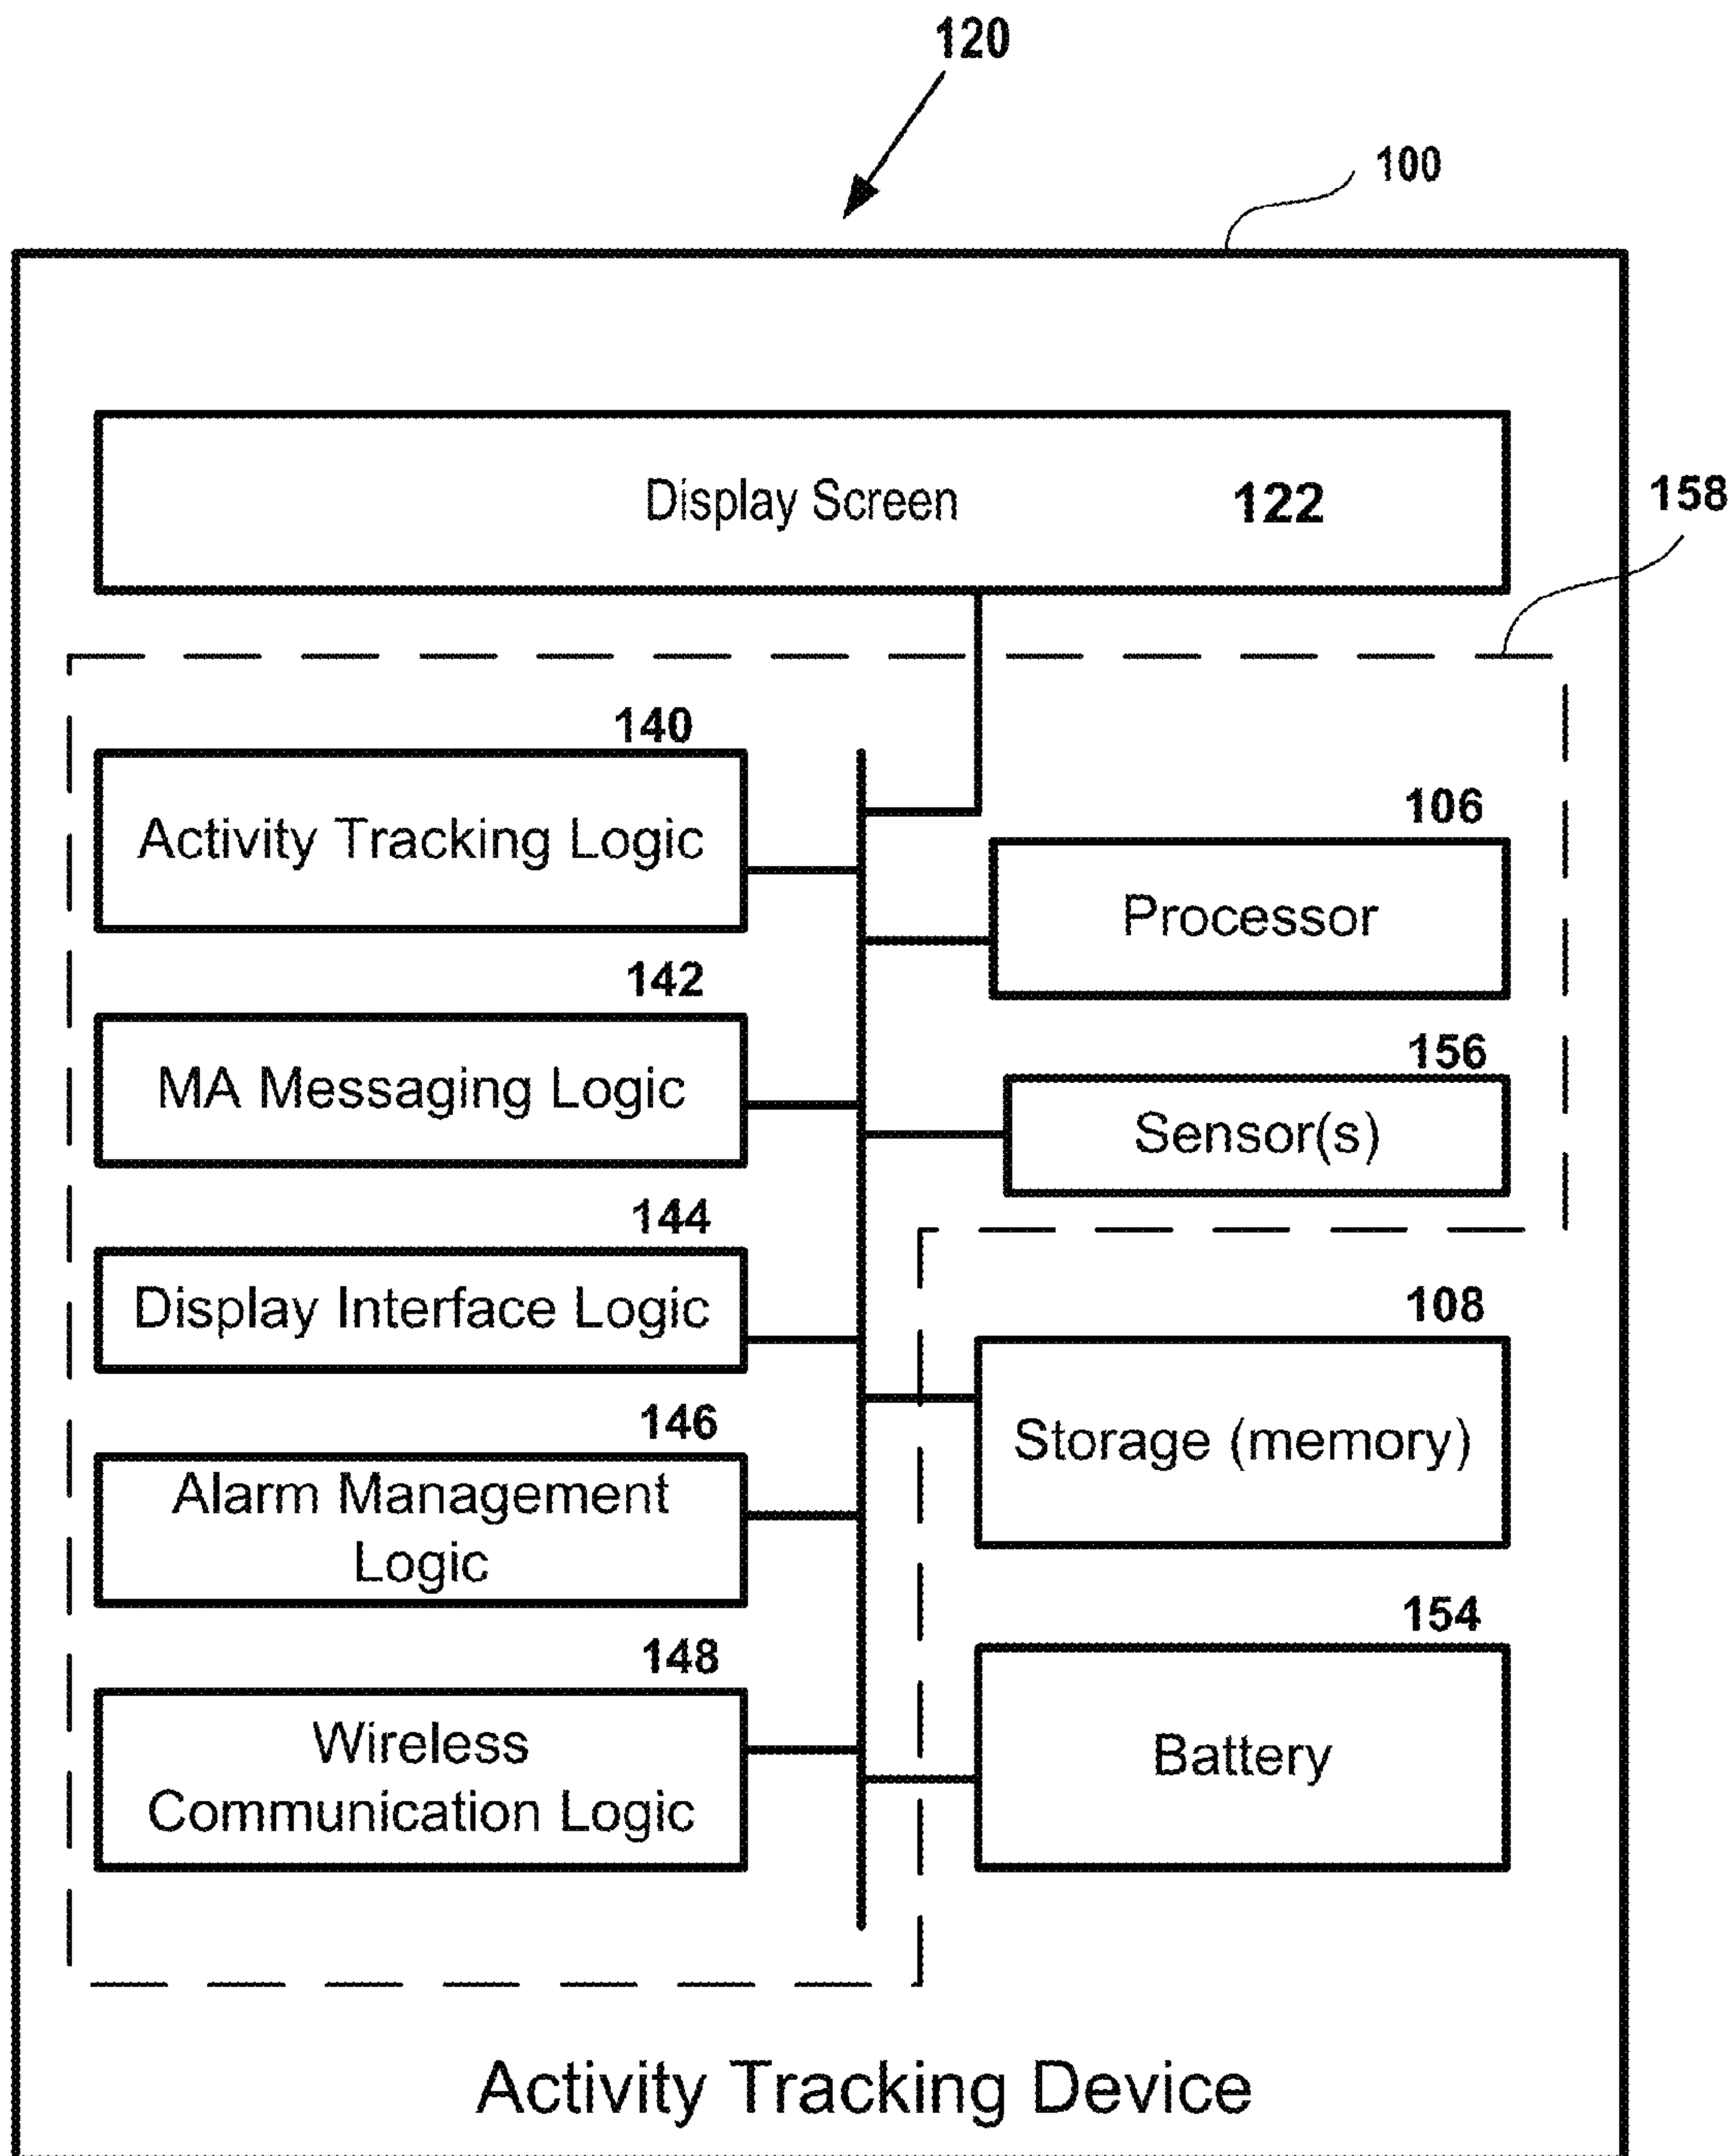 120
100
Display Screen 122
158
140
Activity Tracking Logic
106
Processor
142
MA Messaging Logic
156
Sensor(s)
144
Display Interface Logic
108
Storage (memory)
146
Alarm Management
Logic
154
Battery
148
Wireless
Communication Logic
Activity Tracking Device